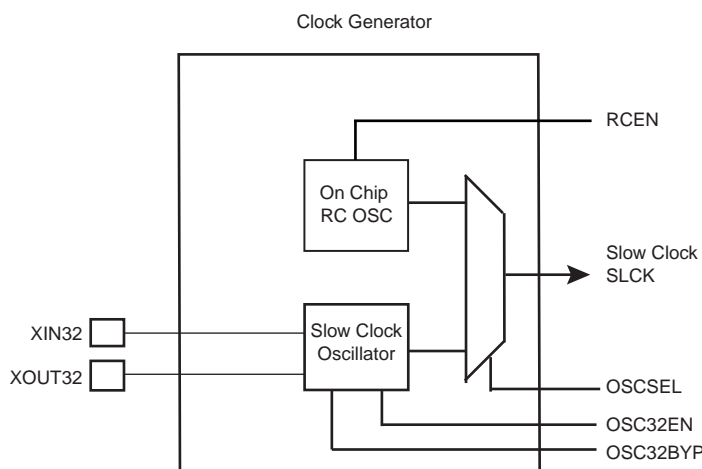 Clock Generator
RCEN
On Chip
RC OSC
Slow Clock
SLCK
XIN32
Slow Clock
Oscillator
XOUT32
OSCSEL
OSC32EN
OSC32BYP